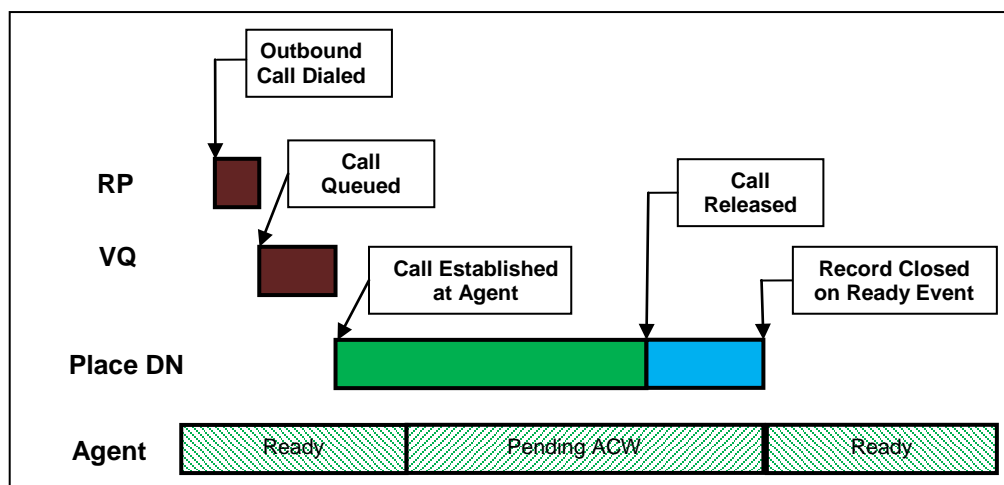 Outbound
Call Dialed
RP
Call
Queued
Call
Released
VQ
Call Established
at Agent
Record Closed
on Ready Event
Place DN
Agent
Ready
Pending ACW
Ready